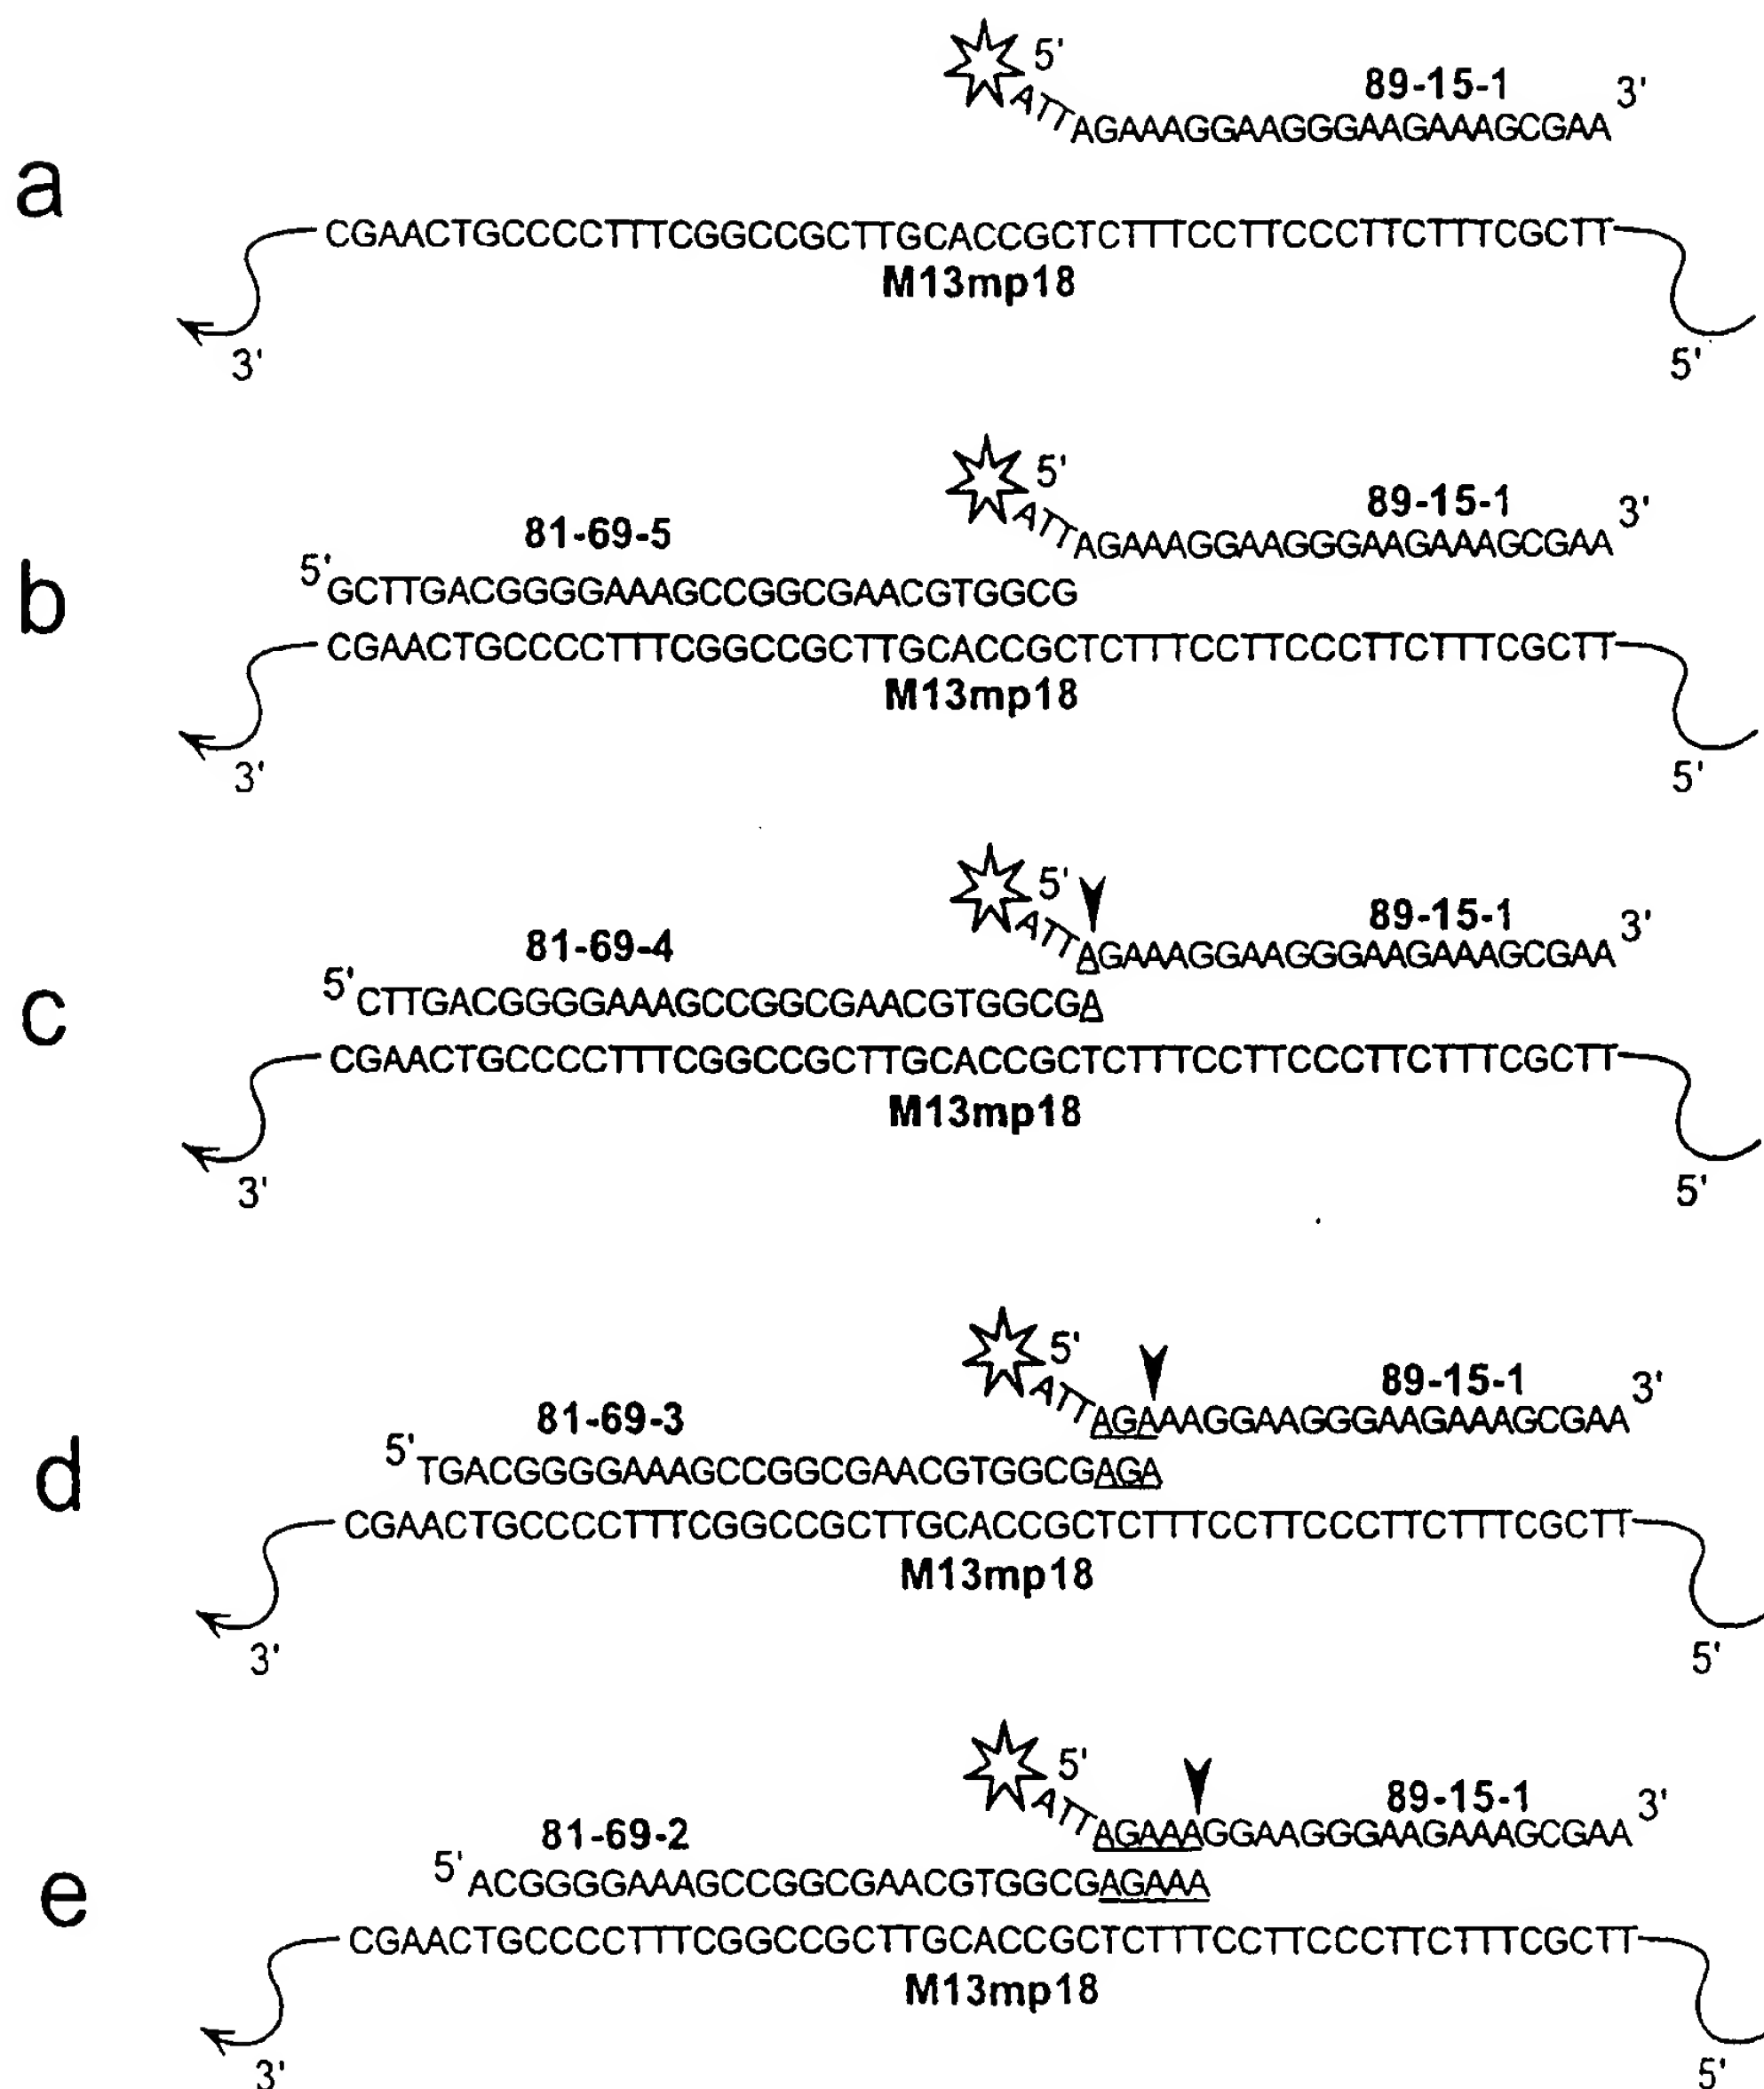 a
5'
89-15-1
3'
ATTAGAAAGGAAGGGAAGAAAGCGAA
CGAACTGCCCCTTTCGGCCGCTTGCACCGCTCTTTCCTTCCCTTCTTTCGCTT
M13mp18
3'
5'
b
5'
89-15-1
3'
ATTAGAAAGGAAGGGAAGAAAGCGAA
81-69-5
5'
GCTTGACGGGGAAAGCCGGCGAACGTGGCG
CGAACTGCCCCTTTCGGCCGCTTGCACCGCTCTTTCCTTCCCTTCTTTCGCTT
M13mp18
3'
5'
c
5'
89-15-1
3'
ATTAGAAAGGAAGGGAAGAAAGCGAA
81-69-4
5'
CTTGACGGGGAAAGCCGGCGAACGTGGCGA
CGAACTGCCCCTTTCGGCCGCTTGCACCGCTCTTTCCTTCCCTTCTTTCGCTT
M13mp18
3'
5'
d
5'
89-15-1
3'
ATTAGAAAGGAAGGGAAGAAAGCGAA
81-69-3
5'
TGACGGGGAAAGCCGGCGAACGTGGCGAGA
CGAACTGCCCCTTTCGGCCGCTTGCACCGCTCTTTCCTTCCCTTCTTTCGCTT
M13mp18
3'
5'
e
5'
89-15-1
3'
ATTAGAAAGGAAGGGAAGAAAGCGAA
81-69-2
5'
ACGGGGAAAGCCGGCGAACGTGGCGAGAAA
CGAACTGCCCCTTTCGGCCGCTTGCACCGCTCTTTCCTTCCCTTCTTTCGCTT
M13mp18
3'
5'